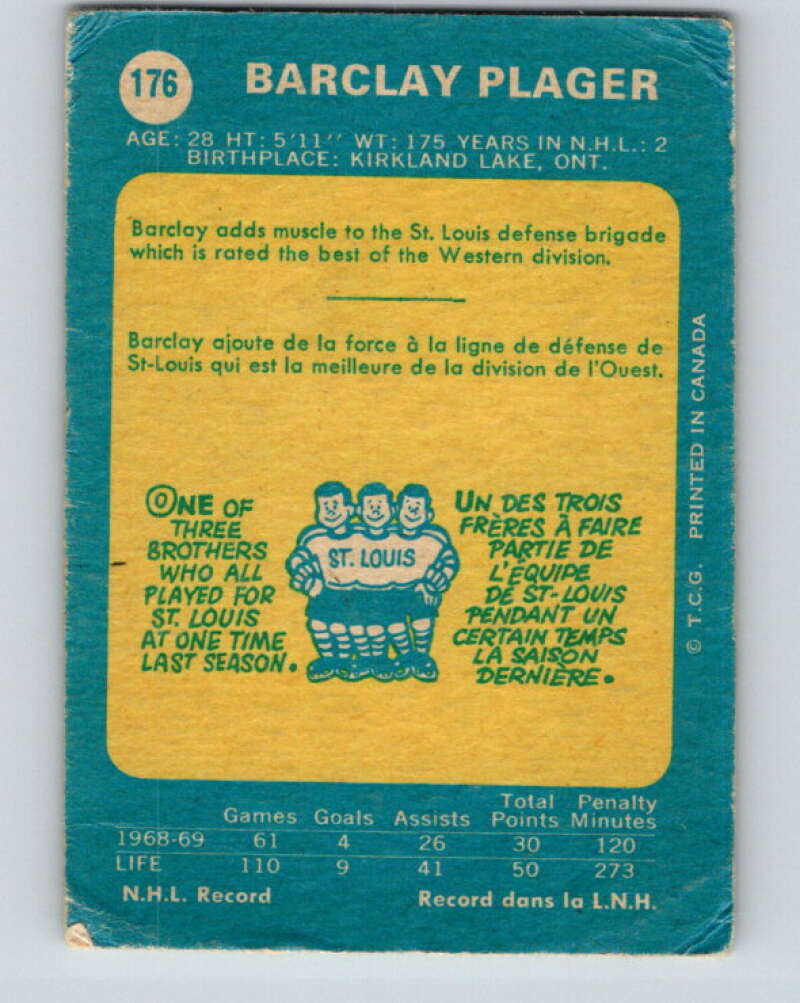 176 BARCLAY PLAGER
AGE: 28 HT: 5'11'' WT: 175 YEARS IN N.H.L.: 2
BIRTHPLACE: KIRKLAND LAKE, ONT.
Barclay adds muscle to the St. Louis defense brigade
which is rated the best of the Western division.
Barclay ajoute de la force à la ligne de défense de
St-Louis qui est la meilleure de la division de l'Ouest.
ONE OF
THREE
BROTHERS
WHO ALL
PLAYED FOR
ST. LOUIS
AT ONE TIME
LAST SEASON.
ST. LOUIS
UN DES TROIS
FRÈRES À FAIRE
PARTIE DE
L'ÉQUIPE
DE ST-LOUIS
PENDANT UN
CERTAIN TEMPS
LA SAISON
DERNIÈRE.
© T.C.G. PRINTED IN CANADA
Games Goals Assists Total Points Penalty Minutes
1968-69 61 4 26 30 120
LIFE 110 9 41 50 273
N.H.L. Record Record dans la L.N.H.